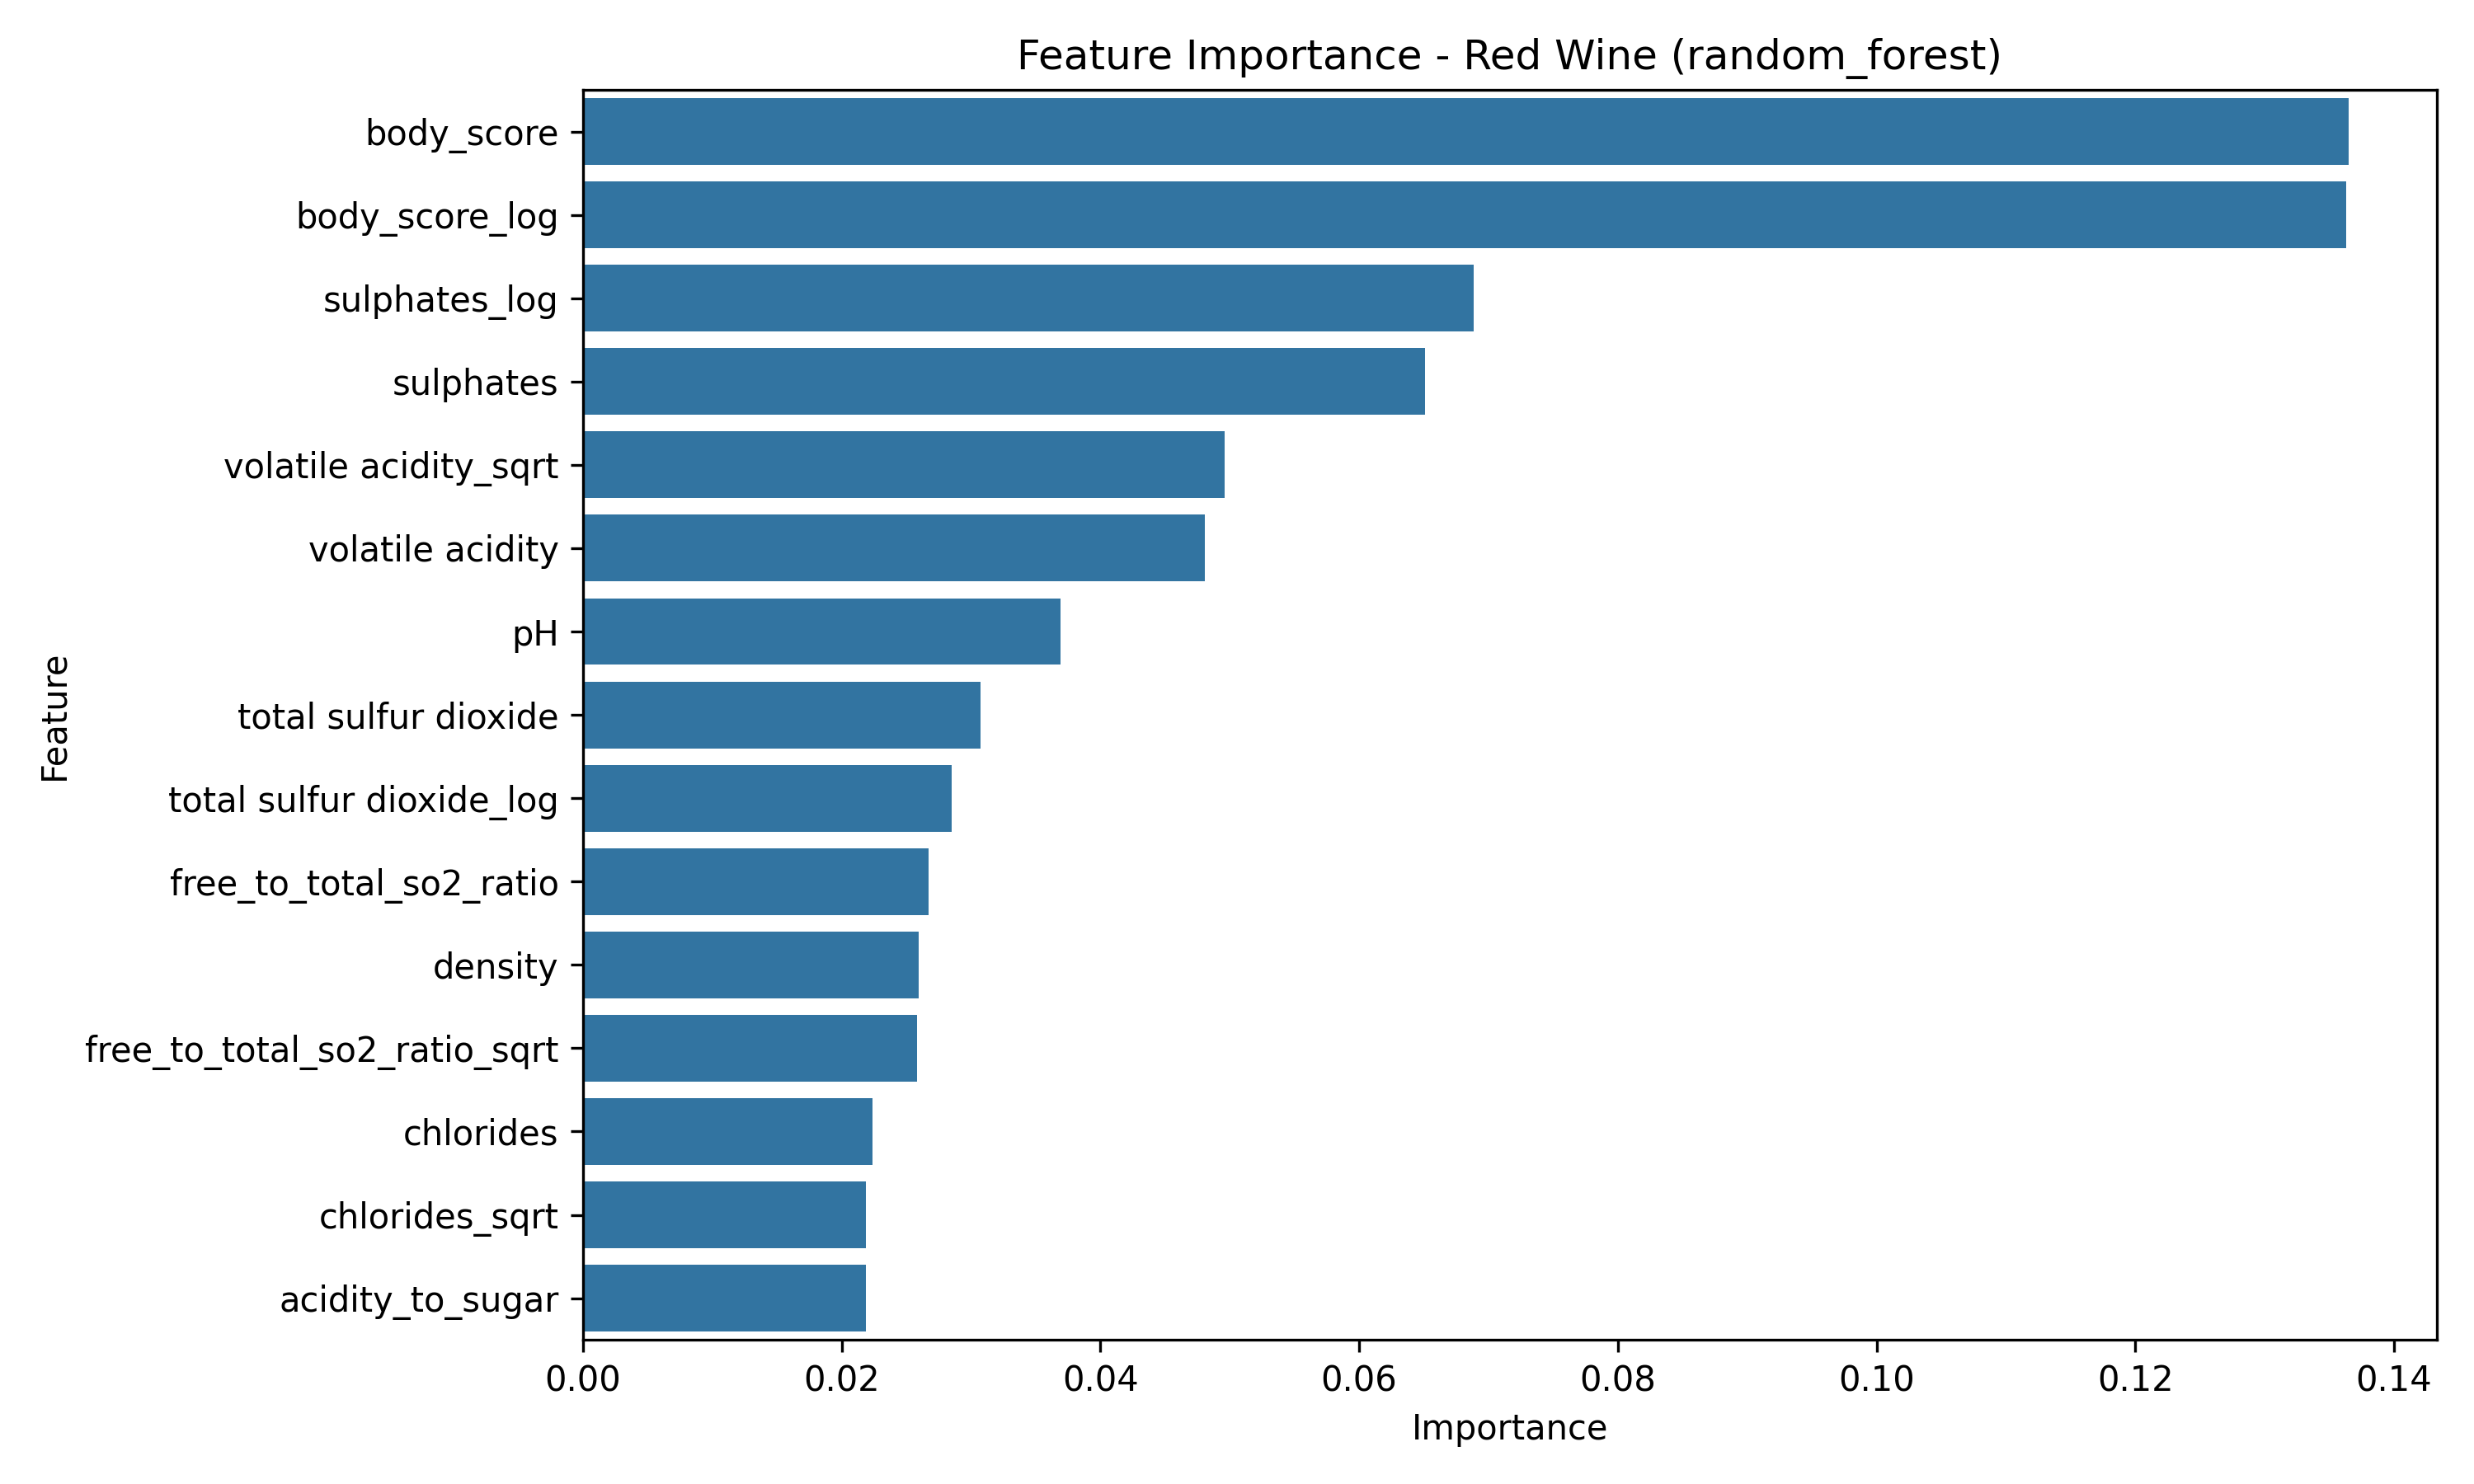 Feature Importance - Red Wine (random_forest)
body_score
body_score_log
sulphates_log
sulphates
volatile acidity_sqrt
volatile acidity
pH
total sulfur dioxide
total sulfur dioxide_log
free_to_total_so2_ratio
density
free_to_total_so2_ratio_sqrt
chlorides
chlorides_sqrt
acidity_to_sugar
Feature
0.00 0.02 0.04 0.06 0.08 0.10 0.12 0.14
Importance